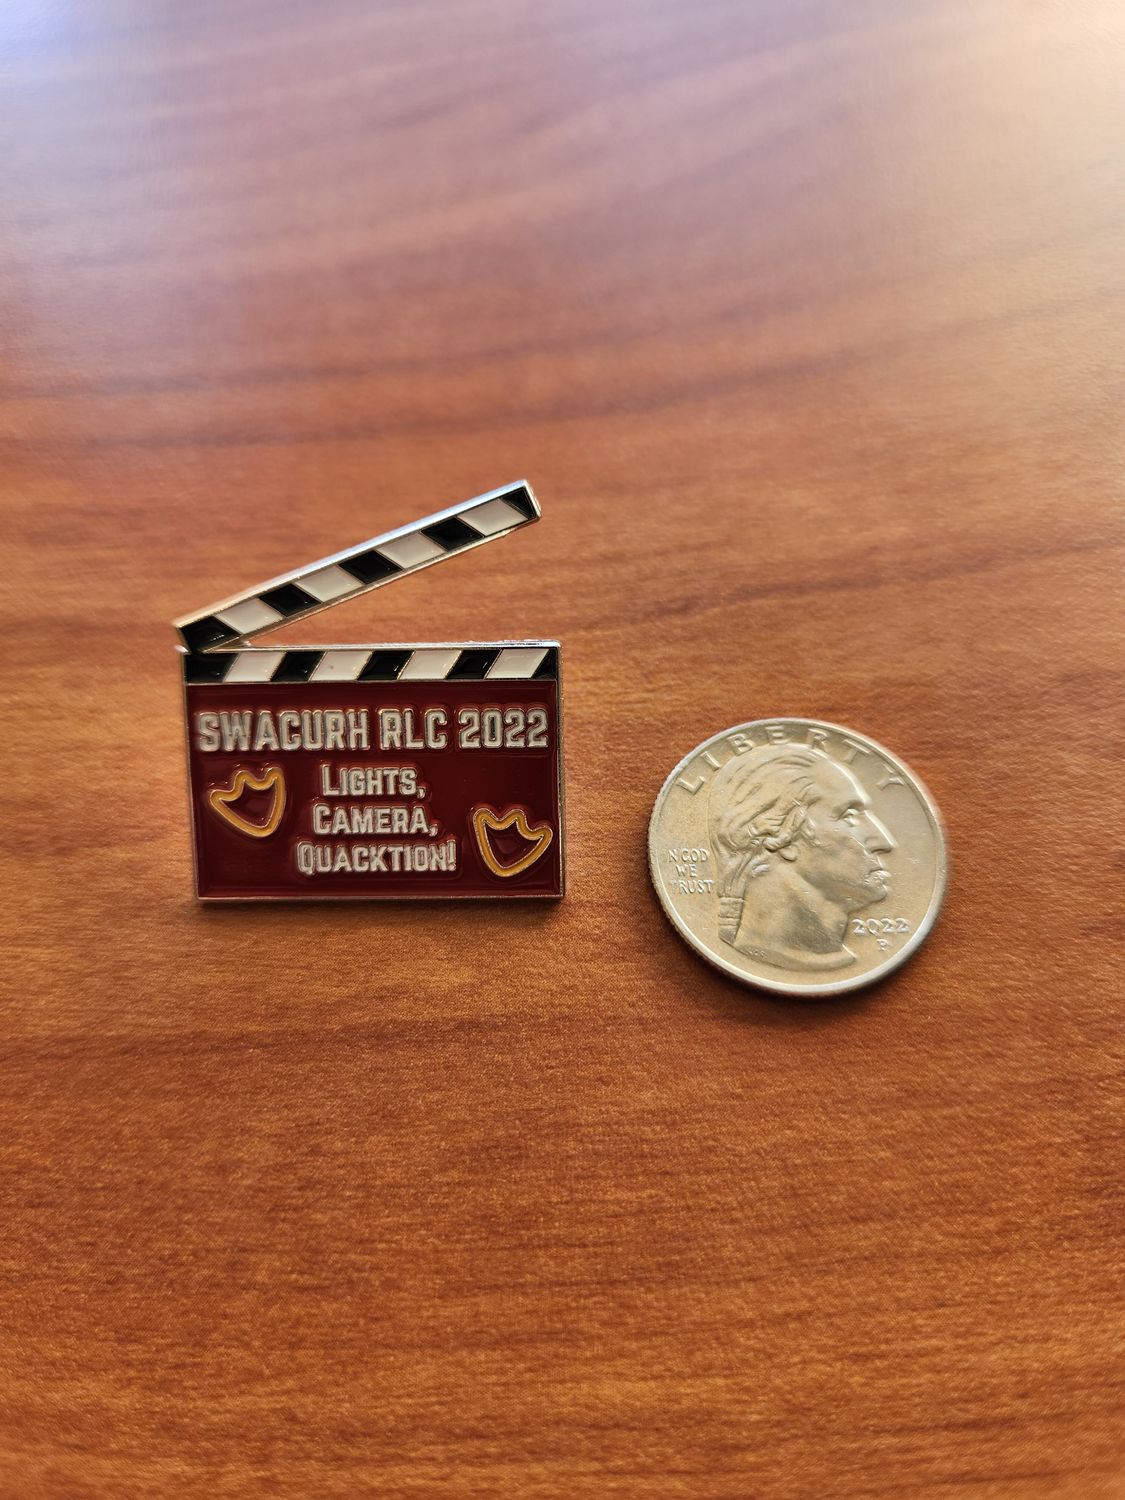 SWACURH RLC 2022
LIGHTS,
CAMERA,
QUACKTION!
LIBERTY
IN GOD
WE
TRUST
2022
P